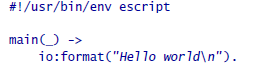 #!/usr/bin/env escript
main(_) ->
    io:format("Hello world\n").